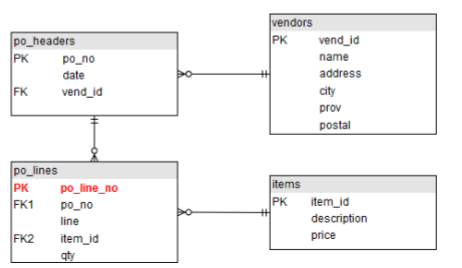 po_headers
PK po_no
date
FK vend_id
vendors
PK vend_id
name
address
city
prov
postal
po_lines
PK po_line_no
FK1 po_no
line
FK2 item_id
qty
items
PK item_id
description
price